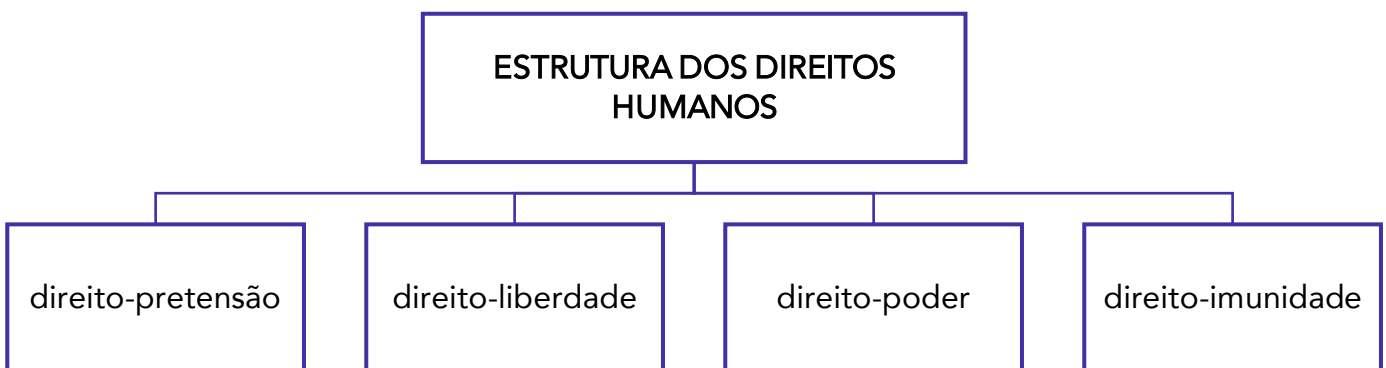 ESTRUTURA DOS DIREITOS
HUMANOS
direito-pretensão
direito-liberdade
direito-poder
direito-imunidade